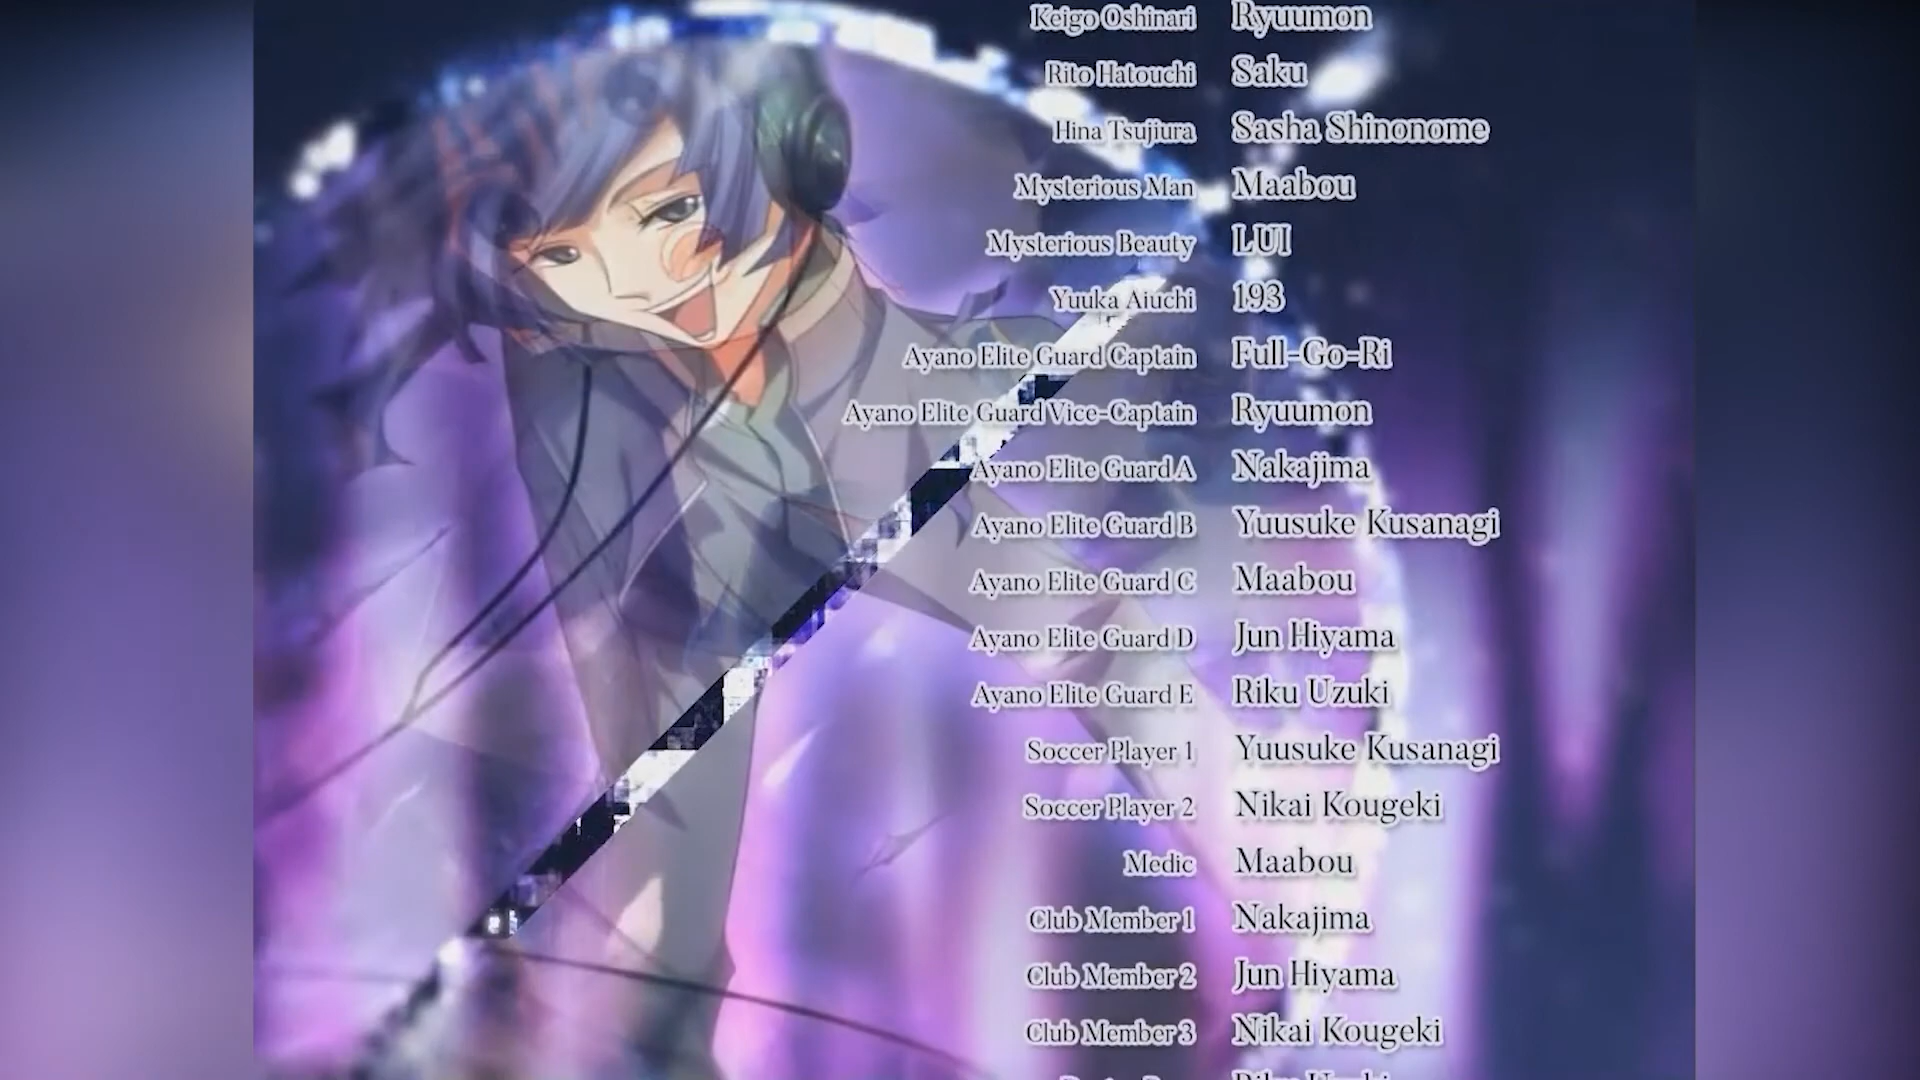 Keigo Oshinari Ryuumon
Rito Hatouchi Saku
Hina Tsujiura Sasha Shinonome
Mysterious Man Maabou
Mysterious Beauty LUI
Yuuka Aiuchi 193
Ayano Elite Guard Captain Full-Go-Ri
Ayano Elite Guard Vice-Captain Ryuumon
Ayano Elite Guard A Nakajima
Ayano Elite Guard B Yuusuke Kusanagi
Ayano Elite Guard C Maabou
Ayano Elite Guard D Jun Hiyama
Ayano Elite Guard E Riku Uzuki
Soccer Player 1 Yuusuke Kusanagi
Soccer Player 2 Nikai Kougeki
Medic Maabou
Club Member 1 Nakajima
Club Member 2 Jun Hiyama
Club Member 3 Nikai Kougeki